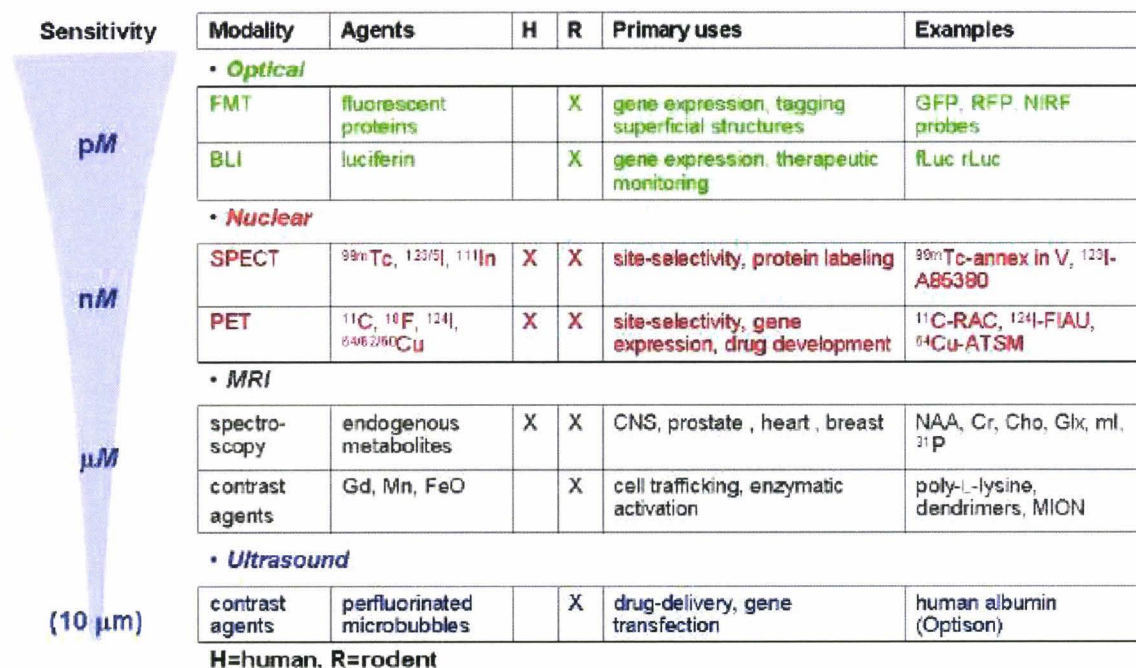 Sensitivity
Modality Agents H R Primary uses Examples
• Optical
FMT fluorescent proteins X gene expression, tagging superficial structures GFP, RFP, NIRF probes
pM
BLI luciferin X gene expression, therapeutic monitoring fLuc rLuc
• Nuclear
SPECT ⁹⁹ᵐTc, ¹²³/⁵I, ¹¹¹In X X site-selectivity, protein labeling ⁹⁹ᵐTc-annex in V, ¹²³I-A85380
nM
PET ¹¹C, ¹⁸F, ¹²⁴I, ⁶⁴/⁶²/⁶⁰Cu X X site-selectivity, gene expression, drug development ¹¹C-RAC, ¹²⁴I-FIAU, ⁶⁴Cu-ATSM
• MRI
spectro-scopy endogenous metabolites X X CNS, prostate , heart , breast NAA, Cr, Cho, Glx, mI, ³¹P
μM
contrast agents Gd, Mn, FeO X cell trafficking, enzymatic activation poly-L-lysine, dendrimers, MION
• Ultrasound
(10 μm)
contrast agents perfluorinated microbubbles X drug-delivery, gene transfection human albumin (Optison)
H=human, R=rodent